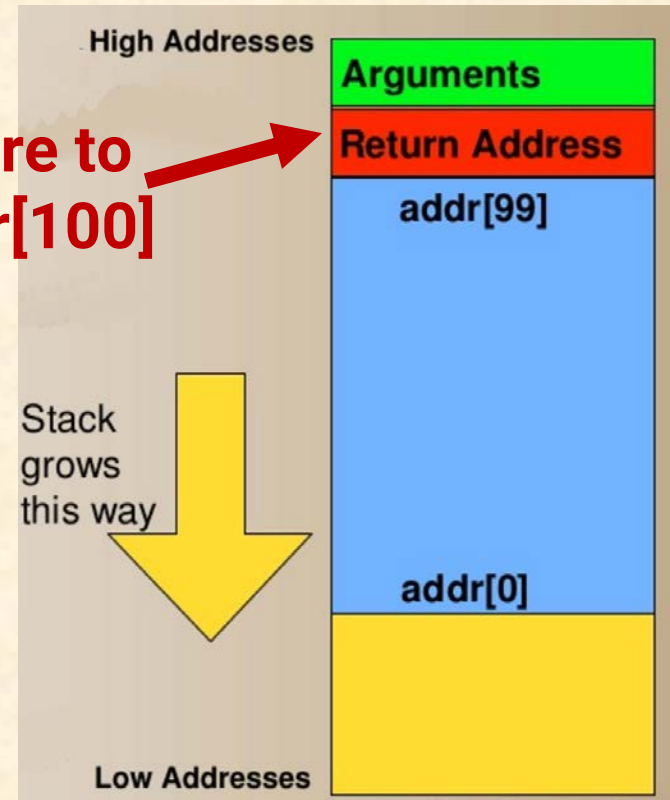 High Addresses
Arguments
re to
r[100]
Return Address
addr[99]
Stack
grows
this way
addr[0]
Low Addresses